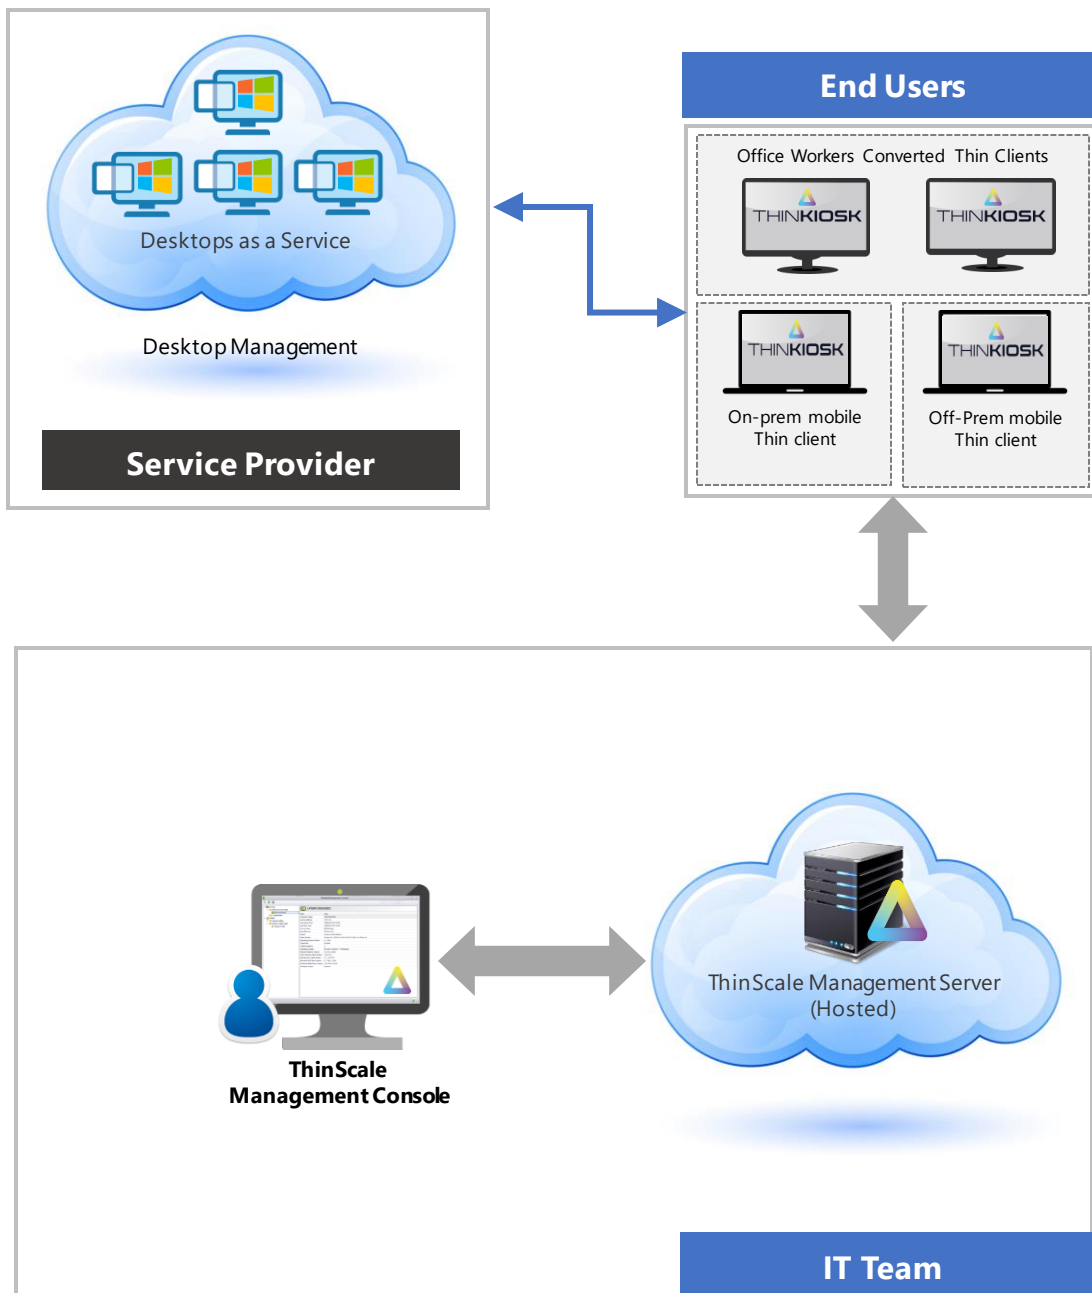 Desktops as a Service
Desktop Management
Service Provider
End Users
Office Workers Converted Thin Clients
THINKIOSK
THINKIOSK
THINKIOSK
THINKIOSK
On-prem mobile
Thin client
Off-Prem mobile
Thin client
ThinScale
Management Console
ThinScale Management Server
(Hosted)
IT Team